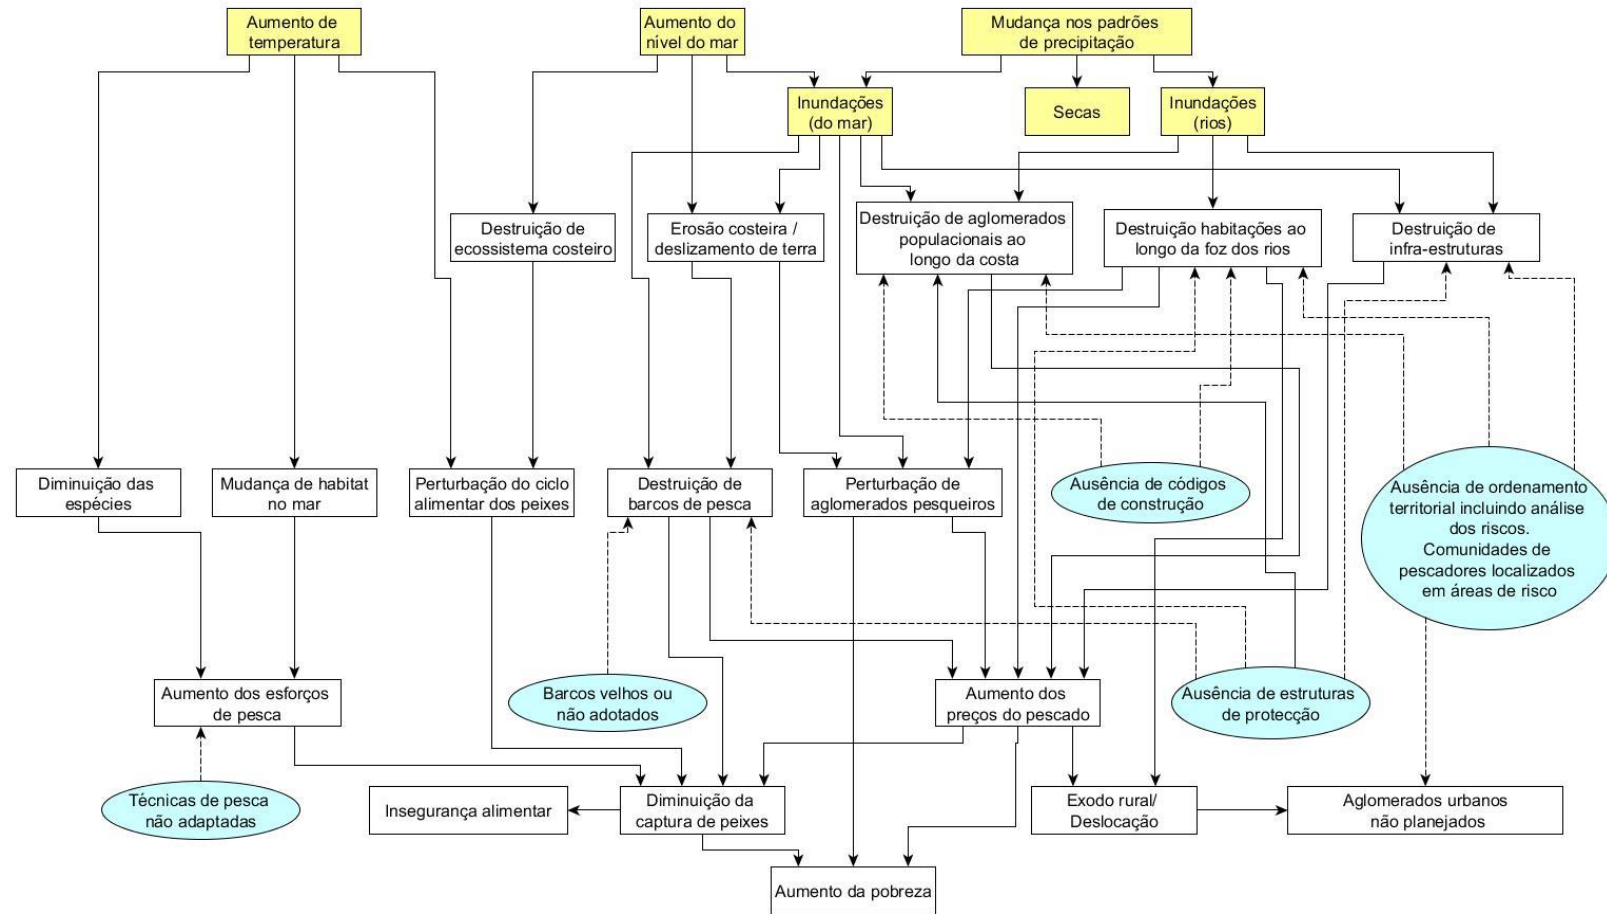 Aumento de
temperatura
Aumento do
nível do mar
Mudança nos padrões
de precipitação
Inundações
(do mar)
Secas
Inundações
(rios)
Destruição de
ecossistema costeiro
Erosão costeira /
deslizamento de terra
Destruição de aglomerados
populacionais ao
longo da costa
Destruição habitações ao
longo da foz dos rios
Destruição de
infra-estruturas
Diminuição das
espécies
Mudança de habitat
no mar
Perturbação do ciclo
alimentar dos peixes
Destruição de
barcos de pesca
Perturbação de
aglomerados pesqueiros
Ausência de códigos
de construção
Ausência de ordenamento
territorial incluindo análise
dos riscos.
Comunidades de
pescadores localizados
em áreas de risco
Aumento dos esforços
de pesca
Barcos velhos ou
não adotados
Aumento dos
preços do pescado
Ausência de estruturas
de protecção
Técnicas de pesca
não adaptadas
Insegurança alimentar
Diminuição da
captura de peixes
Exodo rural/
Deslocação
Aglomerados urbanos
não planejados
Aumento da pobreza